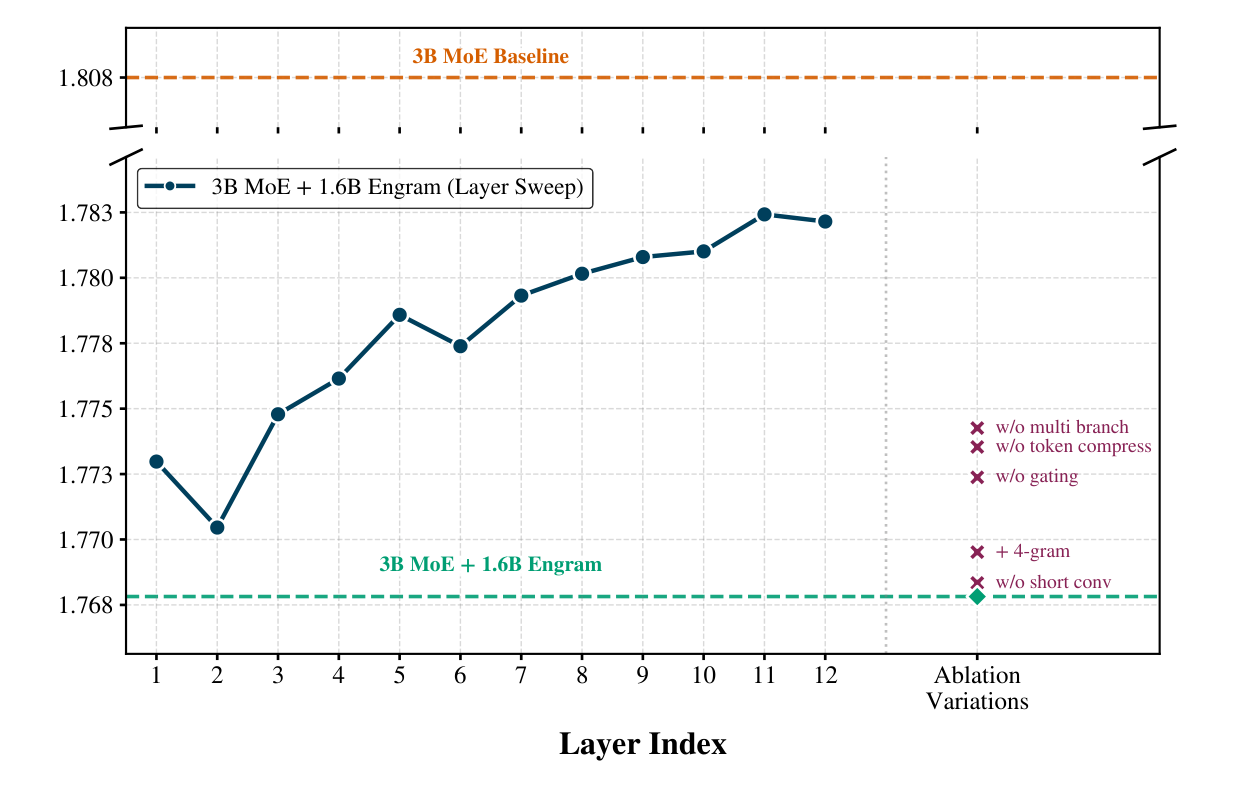 3B MoE Baseline
1.808
3B MoE + 1.6B Engram (Layer Sweep)
1.783
1.780
1.778
1.775
w/o multi branch
w/o token compress
1.773
w/o gating
1.770
+ 4-gram
3B MoE + 1.6B Engram
w/o short conv
1.768
1 2 3 4 5 6 7 8 9 10 11 12 Ablation
Variations
Layer Index